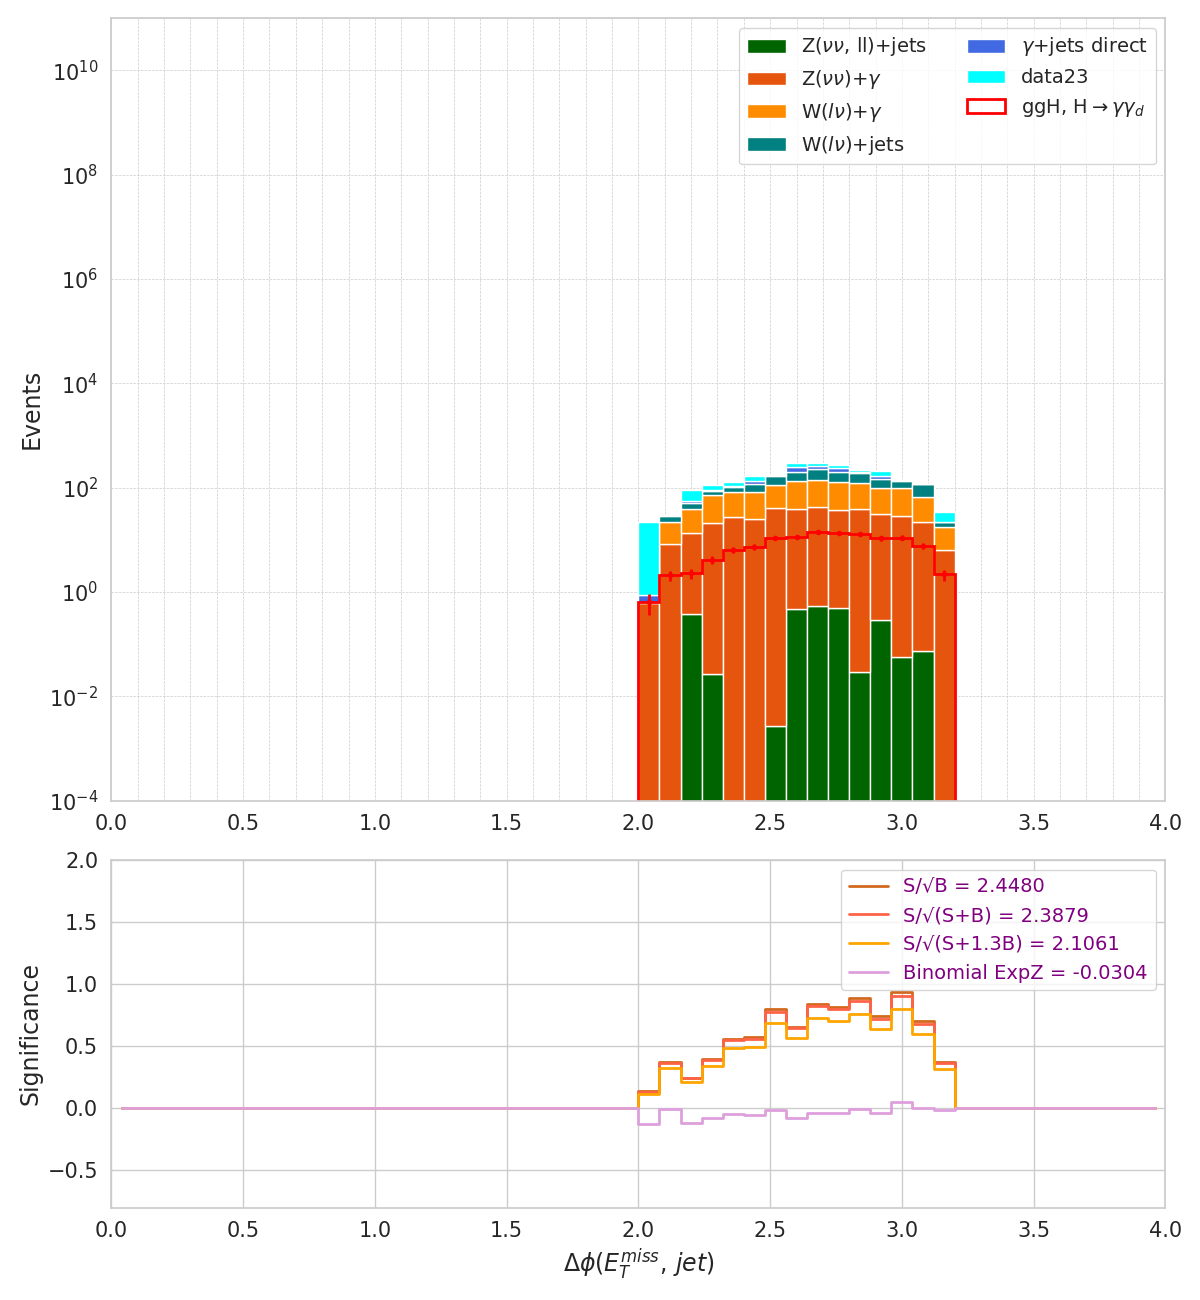 Z(νν, ll)+jets
Z(νν)+γ
W(lν)+γ
W(lν)+jets
γ+jets direct
data23
ggH, H→γγ_d
Events
10^10
10^8
10^6
10^4
10^2
10^0
10^−2
10^−4
0.0 0.5 1.0 1.5 2.0 2.5 3.0 3.5 4.0
S/√B = 2.4480
S/√(S+B) = 2.3879
S/√(S+1.3B) = 2.1061
Binomial ExpZ = -0.0304
Significance
2.0
1.5
1.0
0.5
0.0
−0.5
0.0 0.5 1.0 1.5 2.0 2.5 3.0 3.5 4.0
Δϕ(E_T^miss, jet)